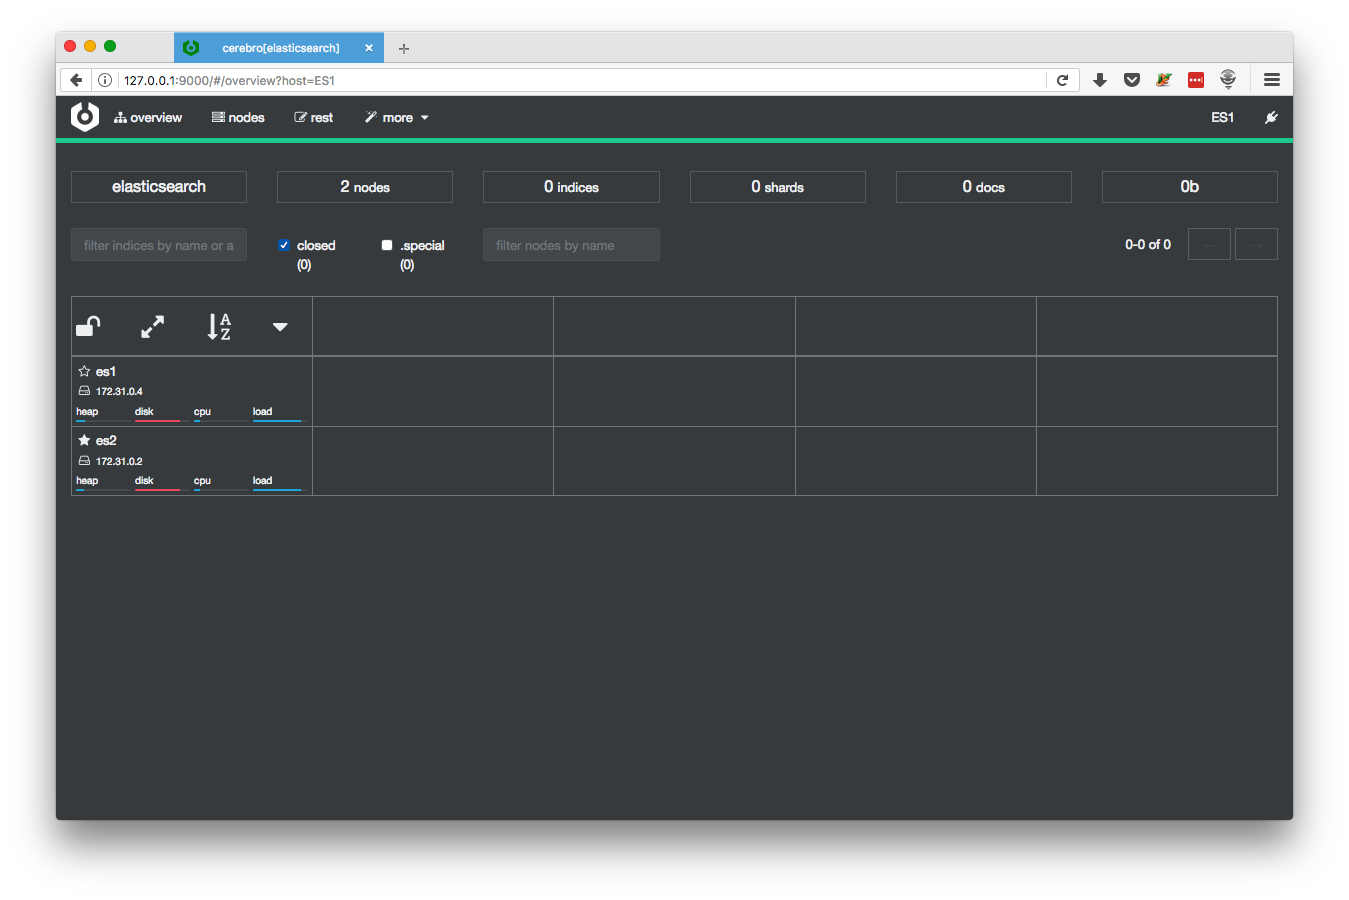 cerebro[elasticsearch]
127.0.0.1:9000/#/overview?host=ES1
overview nodes rest more ES1
elasticsearch 2 nodes 0 indices 0 shards 0 docs 0b
filter indices by name or a closed (0) .special (0) filter nodes by name 0-0 of 0
A
Z
es1
172.31.0.4
heap disk cpu load
es2
172.31.0.2
heap disk cpu load